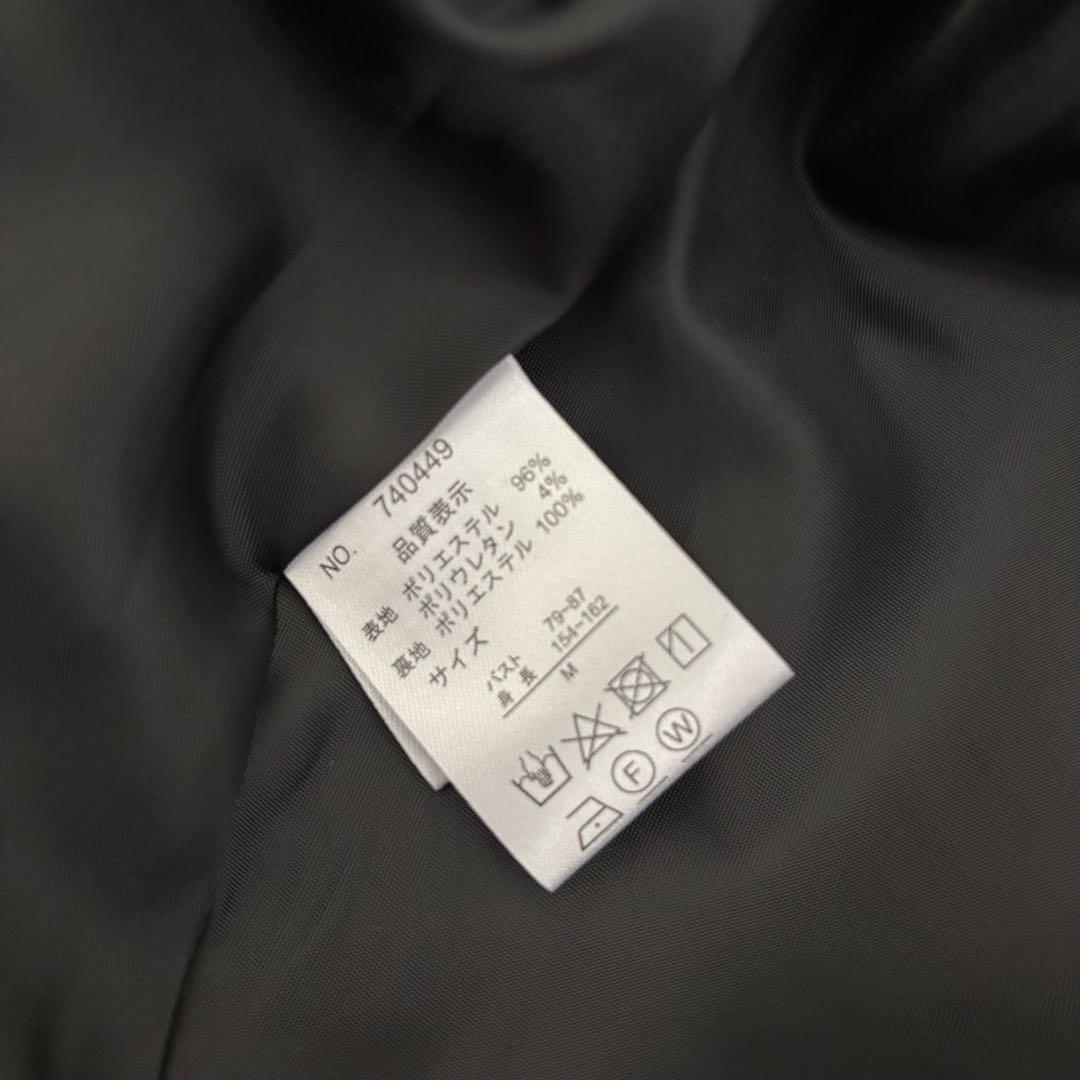 NO. 740449
品質表示
表地 ポリエステル 96%
ポリウレタン 4%
裏地 ポリエステル 100%
サイズ
バスト 79~87
身長 154~162
M
F W